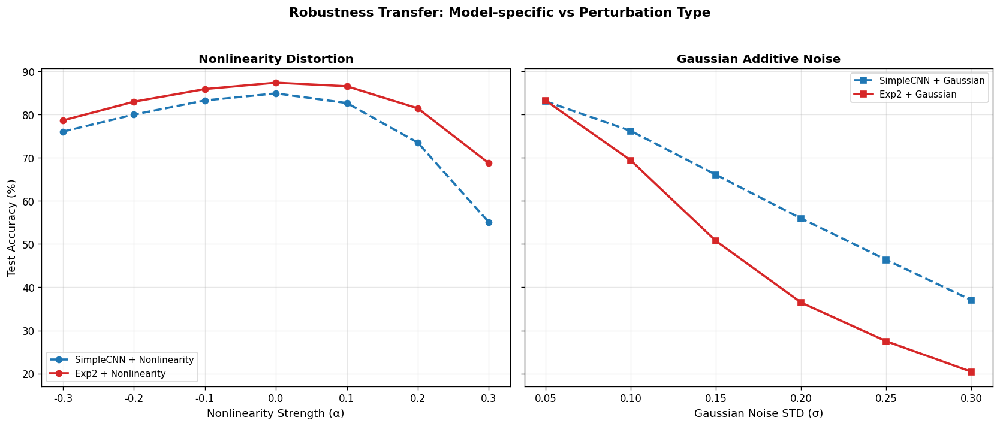 Robustness Transfer: Model-specific vs Perturbation Type
Nonlinearity Distortion
Test Accuracy (%)
90
80
70
60
50
40
30
20
SimpleCNN + Nonlinearity
Exp2 + Nonlinearity
-0.3 -0.2 -0.1 0.0 0.1 0.2 0.3
Nonlinearity Strength (α)
Gaussian Additive Noise
SimpleCNN + Gaussian
Exp2 + Gaussian
0.05 0.10 0.15 0.20 0.25 0.30
Gaussian Noise STD (σ)